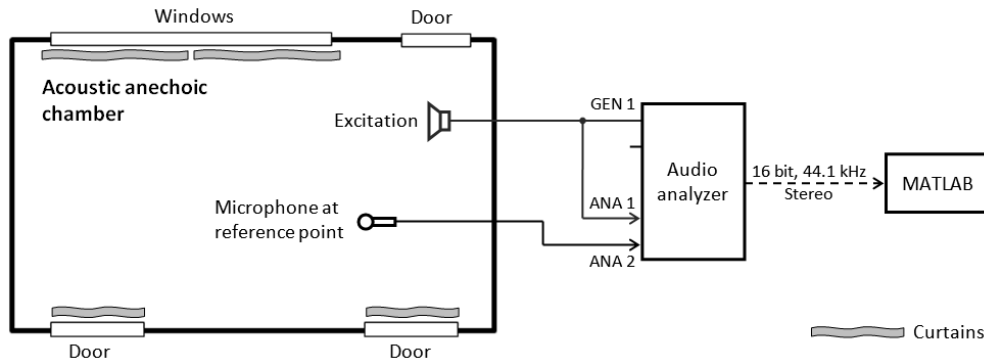 Windows
Door
Acoustic anechoic
chamber
Excitation
GEN 1
Microphone at
reference point
ANA 1
ANA 2
Audio
analyzer
16 bit, 44.1 kHz
Stereo
MATLAB
Door
Door
Curtains